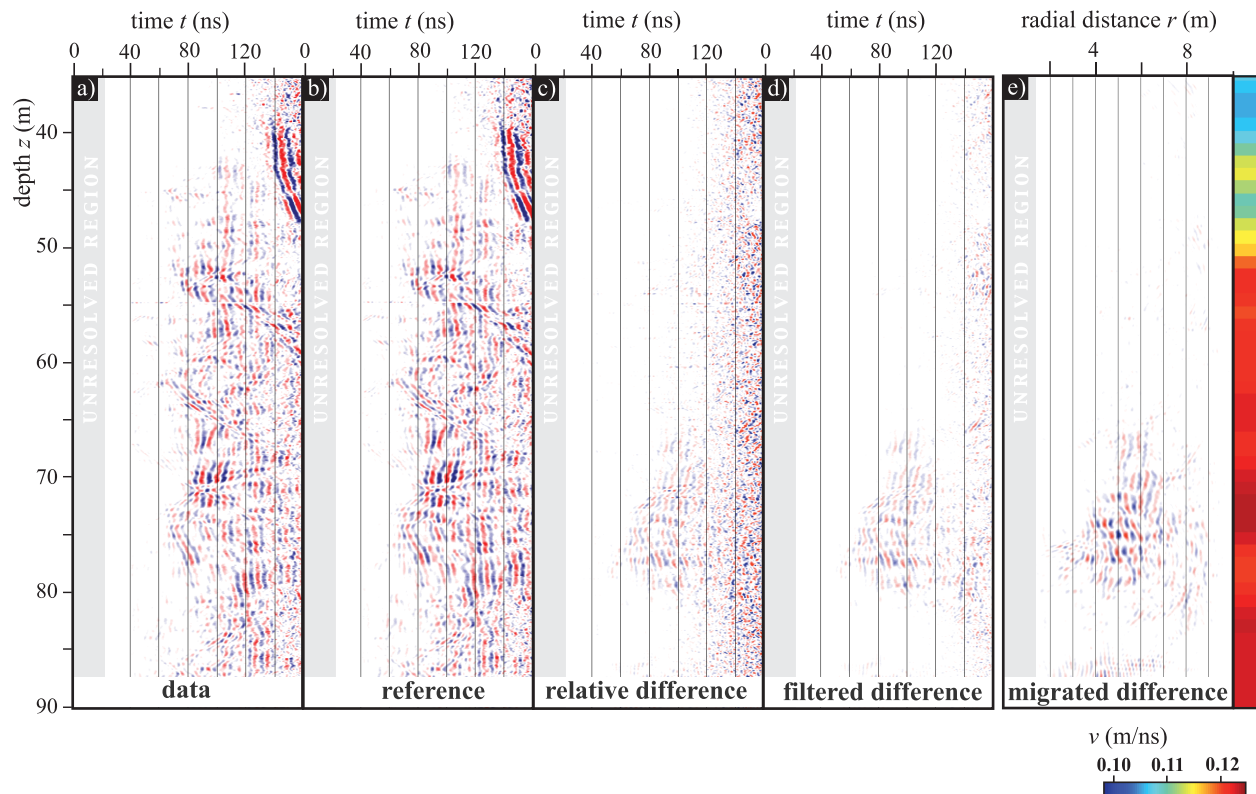 time t (ns) time t (ns) time t (ns) time t (ns) radial distance r (m)
0 40 80 120 0 40 80 120 0 40 80 120 0 40 80 120 4 8
a) b) c) d) e)
depth z (m)
40
50
60
70
80
90
UNRESOLVED REGION
UNRESOLVED REGION
UNRESOLVED REGION
UNRESOLVED REGION
UNRESOLVED REGION
data reference relative difference filtered difference migrated difference
v (m/ns)
0.10 0.11 0.12